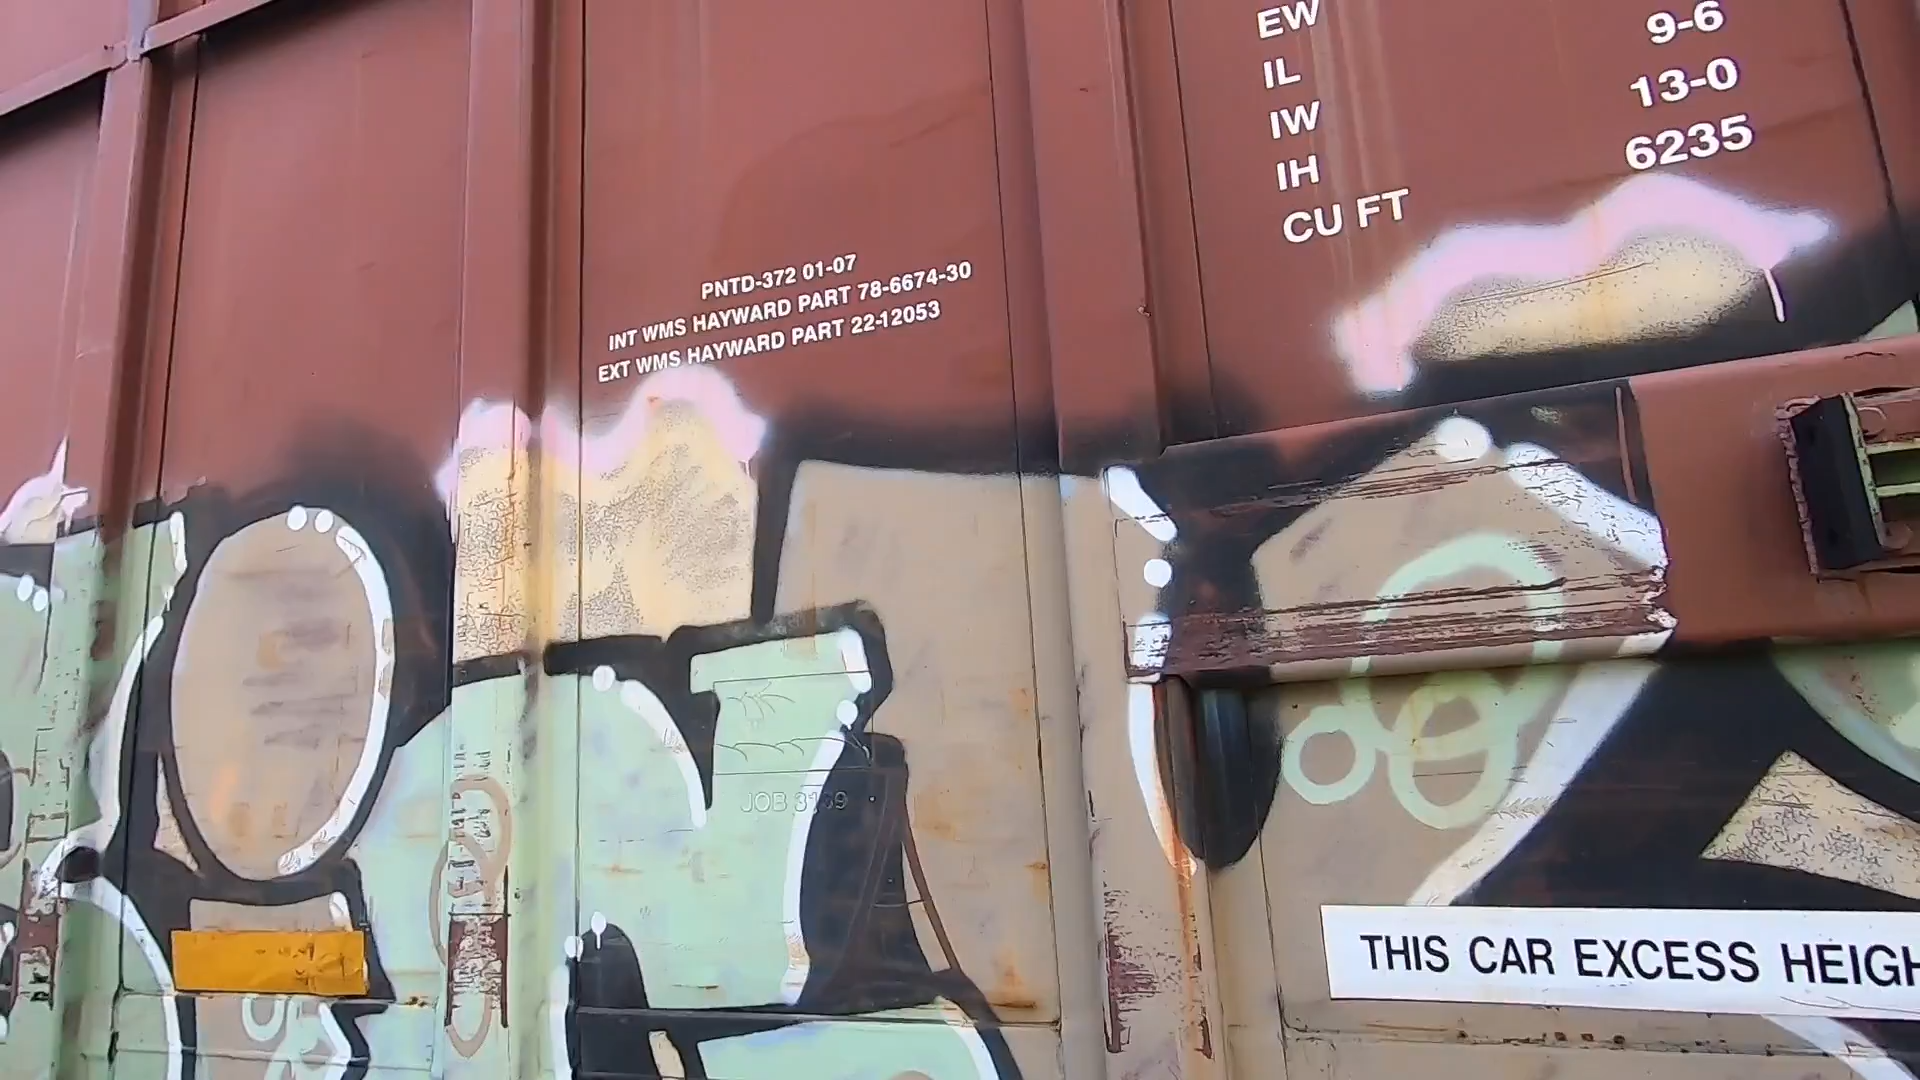 EW
IL 9-6
IW 13-0
IH 6235
CU FT
PNTD-372 01-07
INT WMS HAYWARD PART 78-6674-30
EXT WMS HAYWARD PART 22-12053
THIS CAR EXCESS HEIGH